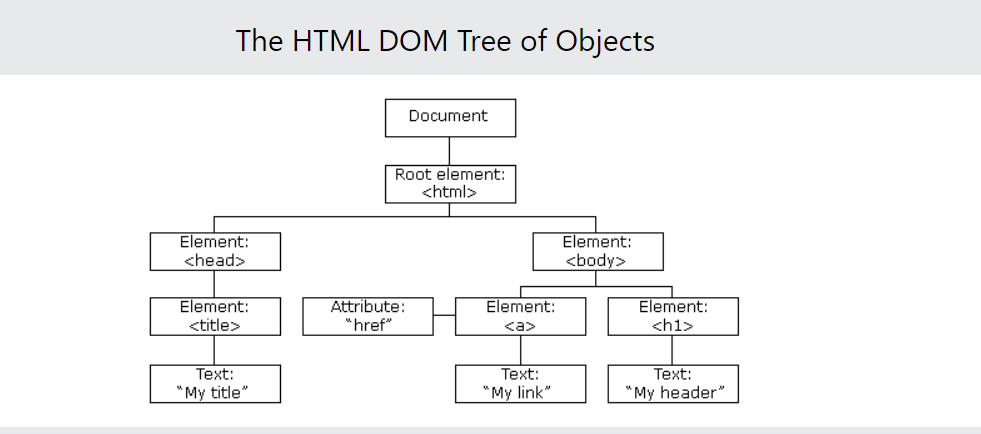 The HTML DOM Tree of Objects
Document
Root element:
<html>
Element:
<head>
Element:
<body>
Element:
<title>
Attribute:
“href”
Element:
<a>
Element:
<h1>
Text:
“My title”
Text:
“My link”
Text:
“My header”